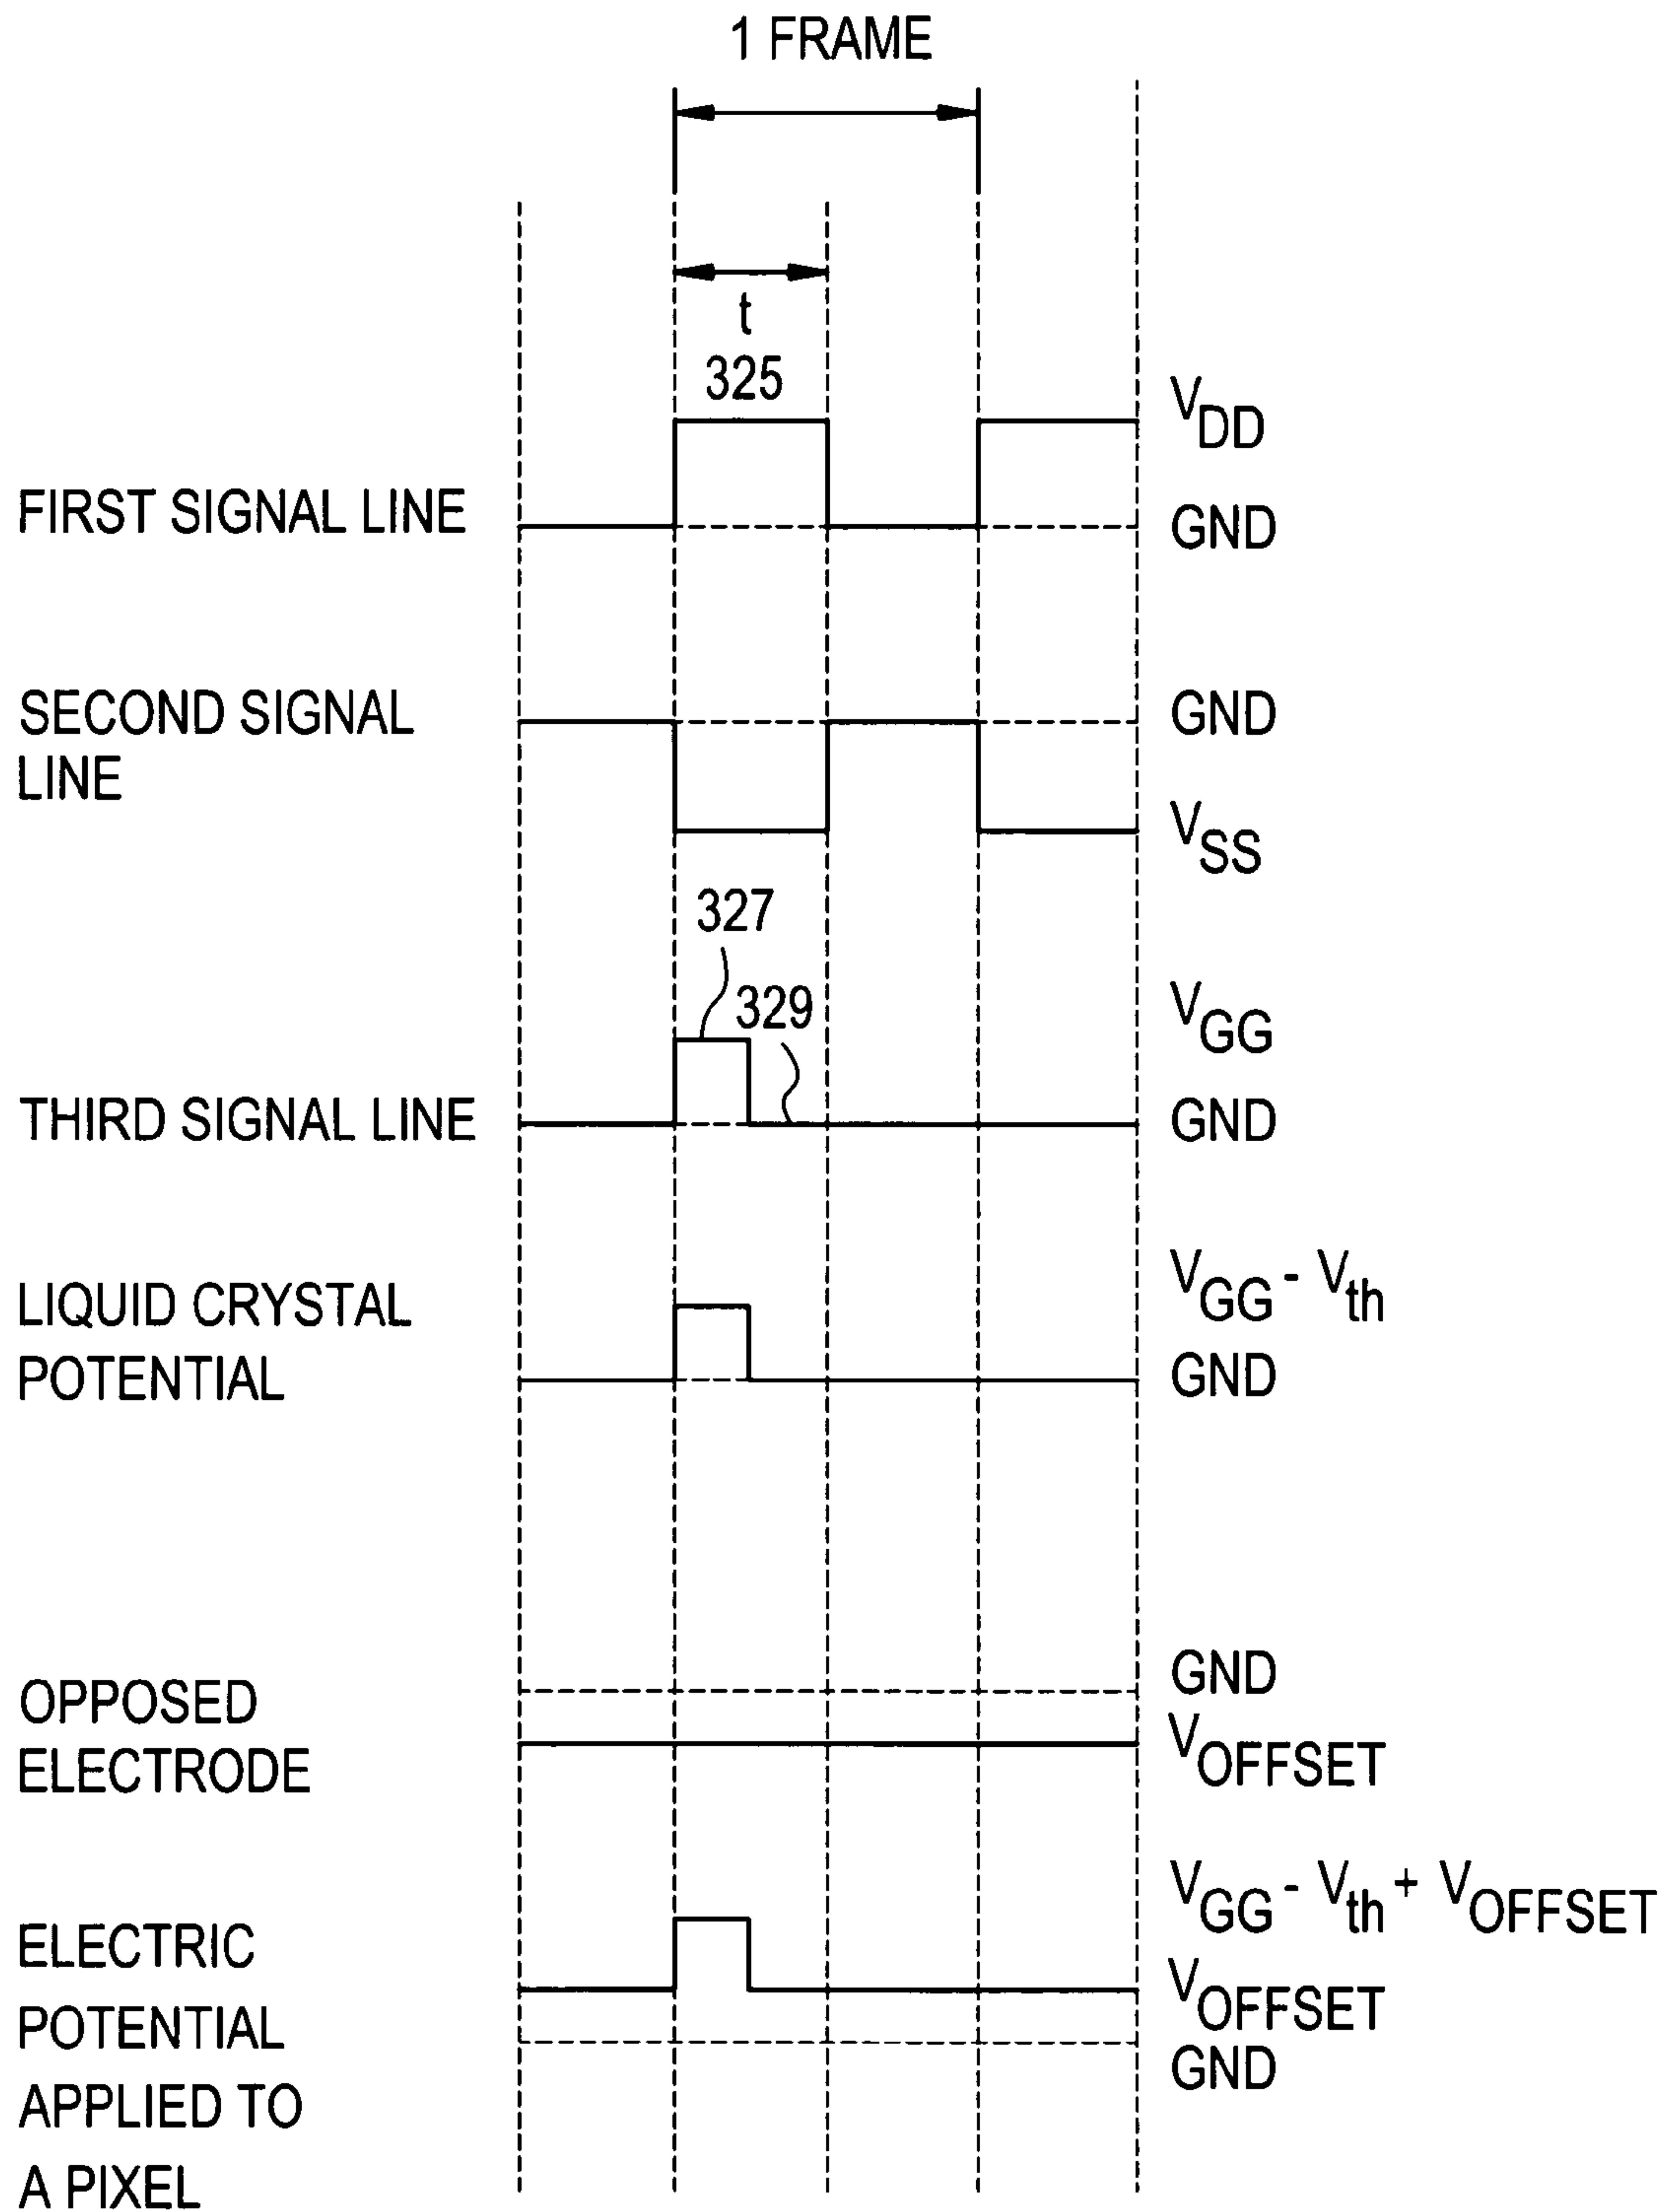 1 FRAME
t
325
V_DD
FIRST SIGNAL LINE
GND
SECOND SIGNAL
LINE
GND
V_SS
327
329
V_GG
THIRD SIGNAL LINE
GND
LIQUID CRYSTAL
POTENTIAL
V_GG - V_th
GND
OPPOSED
ELECTRODE
GND
V_OFFSET
ELECTRIC
POTENTIAL
APPLIED TO
A PIXEL
V_GG - V_th + V_OFFSET
V_OFFSET
GND